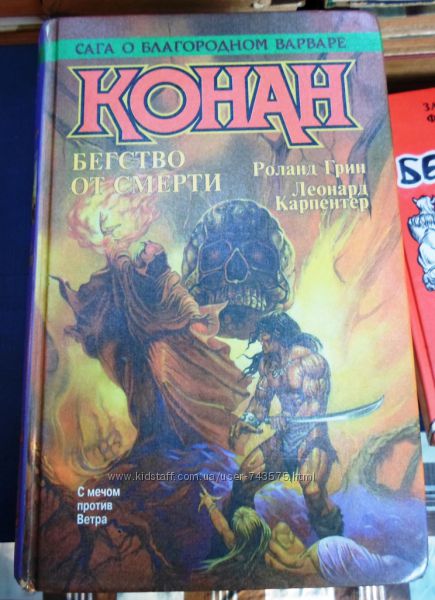 САГА О БЛАГОРОДНОМ ВАРВАРЕ
КОНАН
БЕГСТВО
ОТ СМЕРТИ
Роланд Грин
Леонард
Карпентер
www.kidstaff.com.ua/user-743575.html
С мечом
против
Ветра